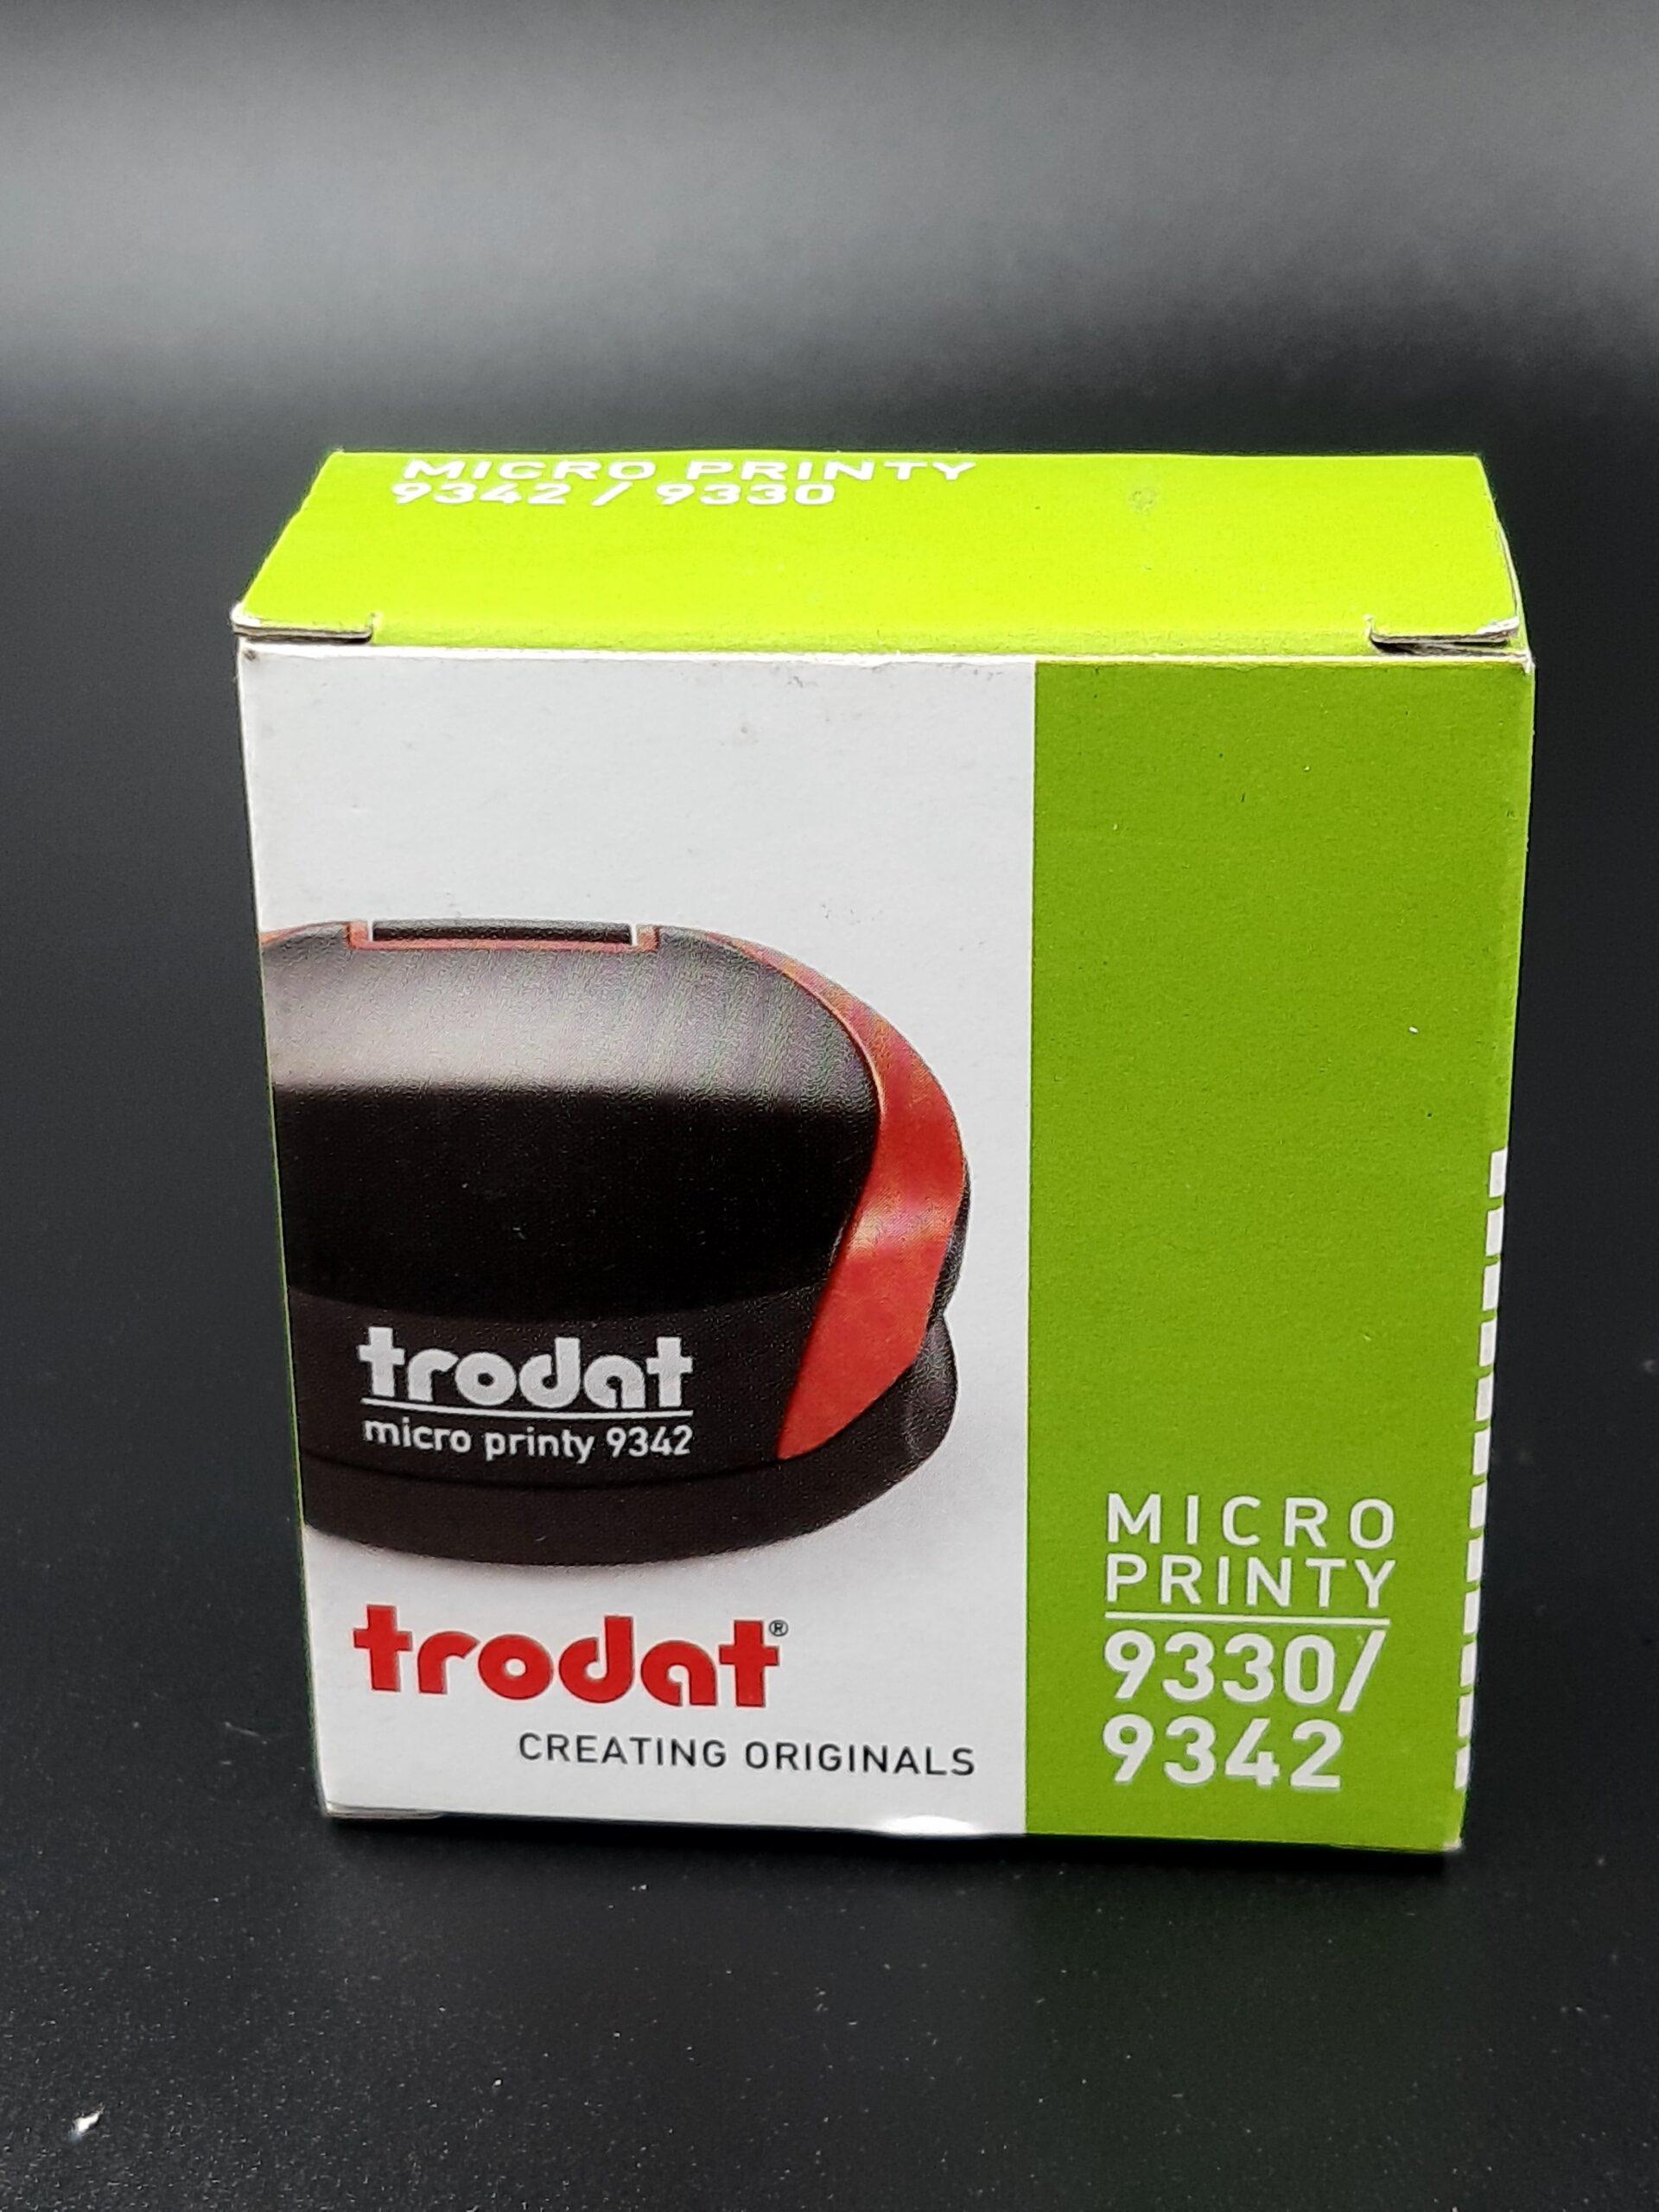 MICRO PRINTY
9342 / 9330
trodat
micro printy 9342
trodat®
CREATING ORIGINALS
MICRO
PRINTY
9330/
9342